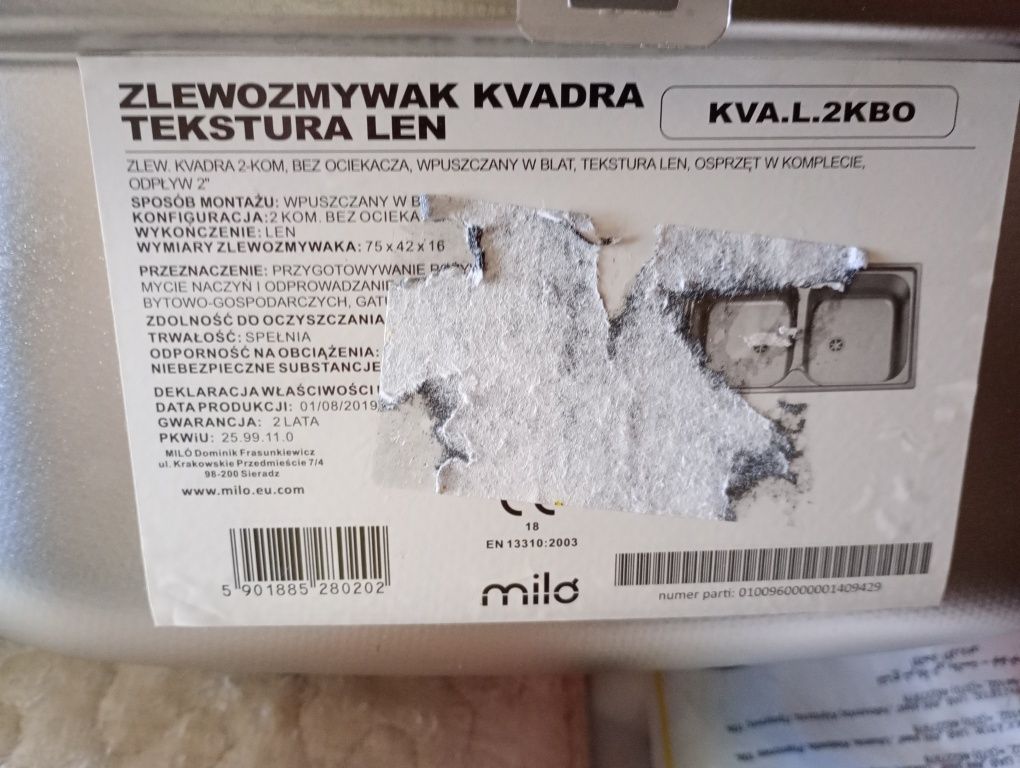 ZLEWOZMYWAK KVADRA
TEKSTURA LEN
KVA.L.2KBO
ZLEW. KVADRA 2-KOM, BEZ OCIEKACZA, WPUSZCZANY W BLAT, TEKSTURA LEN, OSPRZĘT W KOMPLECIE,
ODPŁYW 2"
SPOSÓB MONTAŻU: WPUSZCZANY W B
KONFIGURACJA: 2 KOM. BEZ OCIEKA
WYKOŃCZENIE: LEN
WYMIARY ZLEWOZMYWAKA: 75 x 42 x 16
PRZEZNACZENIE: PRZYGOTOWYWANIE
MYCIE NACZYŃ I ODPROWADZANIE
BYTOWO-GOSPODARCZYCH, GATU
ZDOLNOŚĆ DO OCZYSZCZANIA
TRWAŁOŚĆ: SPEŁNIA
ODPORNOŚĆ NA OBCIĄŻENIA:
NIEBEZPIECZNE SUBSTANCJE
DEKLARACJA WŁAŚCIWOŚCI
DATA PRODUKCJI: 01/08/2019
GWARANCJA: 2 LATA
PKWiU: 25.99.11.0
MILÓ Dominik Frasunkiewicz
ul. Krakowskie Przedmieście 7/4
98-200 Sieradz
www.milo.eu.com
5 901885 280202
18
EN 13310:2003
miló
numer parti: 0100960000001409429